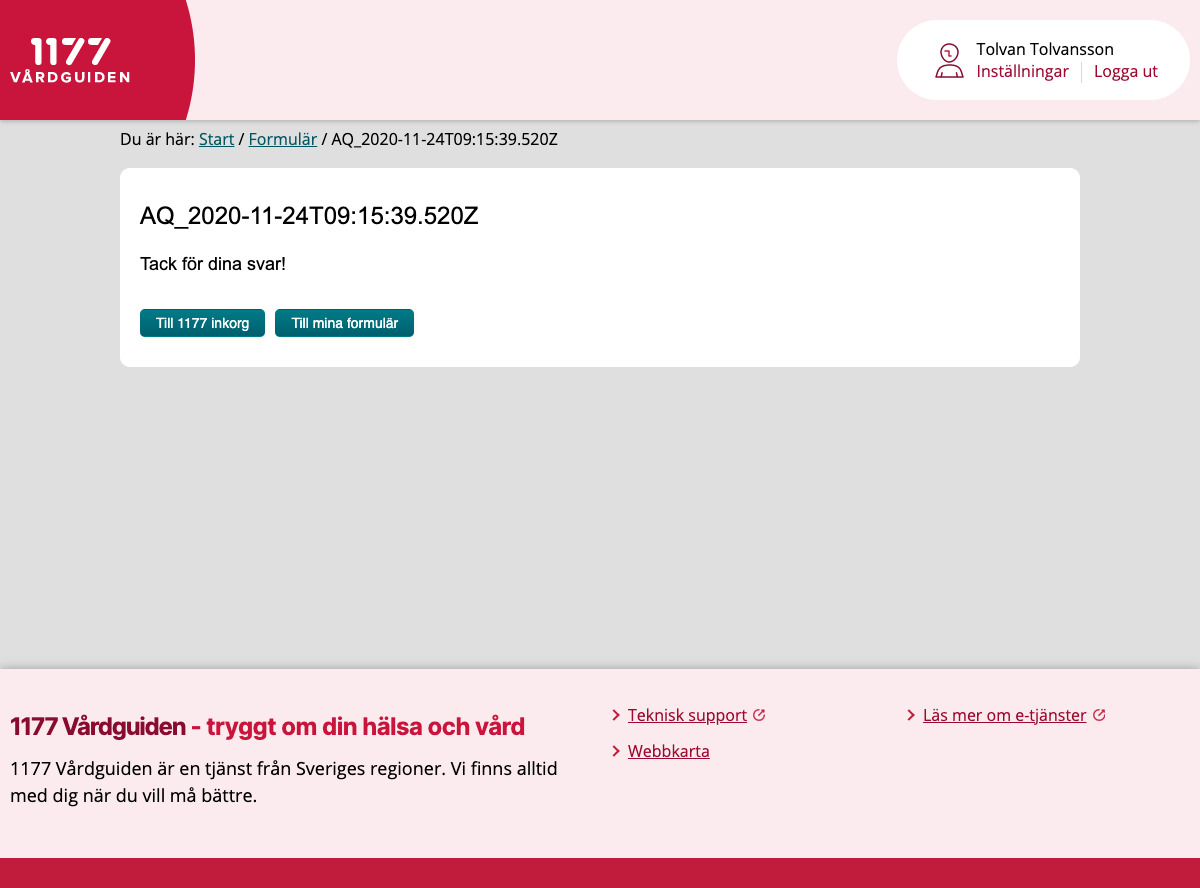 1177
VÅRDGUIDEN
Tolvan Tolvansson
Inställningar Logga ut
Du är här: Start / Formulär / AQ_2020-11-24T09:15:39.520Z
AQ_2020-11-24T09:15:39.520Z
Tack för dina svar!
Till 1177 inkorg Till mina formulär
1177 Vårdguiden - tryggt om din hälsa och vård
1177 Vårdguiden är en tjänst från Sveriges regioner. Vi finns alltid
med dig när du vill må bättre.
Teknisk support
Webbkarta
Läs mer om e-tjänster